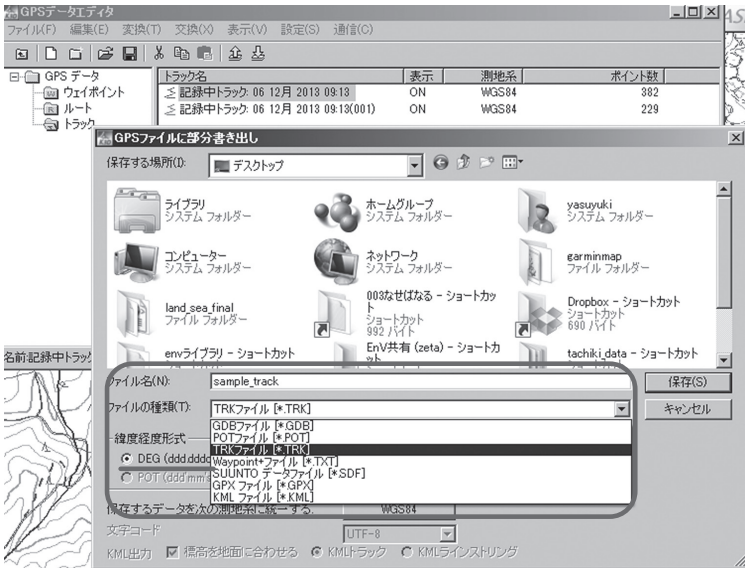 GPSデータエディタ
ファイル(F) 編集(E) 変換(T) 交換(X) 表示(V) 設定(S) 通信(C)
GPS データ
ウェイポイント
ルート
トラック
トラック名 表示 測地系 ポイント数
記録中トラック: 06 12月 2013 09:13 ON WGS84 382
記録中トラック: 06 12月 2013 09:13(001) ON WGS84 229
GPSファイルに部分書き出し
保存する場所(I): デスクトップ
ライブラリ
システム フォルダー
ホームグループ
システム フォルダー
yasuyuki
システム フォルダー
コンピューター
システム フォルダー
ネットワーク
システム フォルダー
garminmap
ファイル フォルダー
land_sea_final
ファイル フォルダー
003なせばなる - ショートカッ
ト
ショートカット
992 バイト
Dropbox - ショートカット
ショートカット
690 バイト
envライブラリ - ショートカット
EnV共有 (zeta) - ショートカ
ット
tachiki_data - ショートカット
名前:記録中トラック
ファイル名(N): sample_track 保存(S)
ファイルの種類(T): TRKファイル [*.TRK] キャンセル
GDBファイル [*.GDB]
POTファイル [*.POT]
TRKファイル [*.TRK]
Waypoint+ファイル [*.TXT]
SUUNTO データファイル [*.SDF]
GPX ファイル [*.GPX]
KML ファイル [*.KML]
緯度経度形式
DEG (ddd.dddd
POT (ddd'mm's
保存するデータを次の測地系に統一する: WGS84
文字コード UTF-8
KML出力 標高を地面に合わせる KMLトラック KMLラインストリング